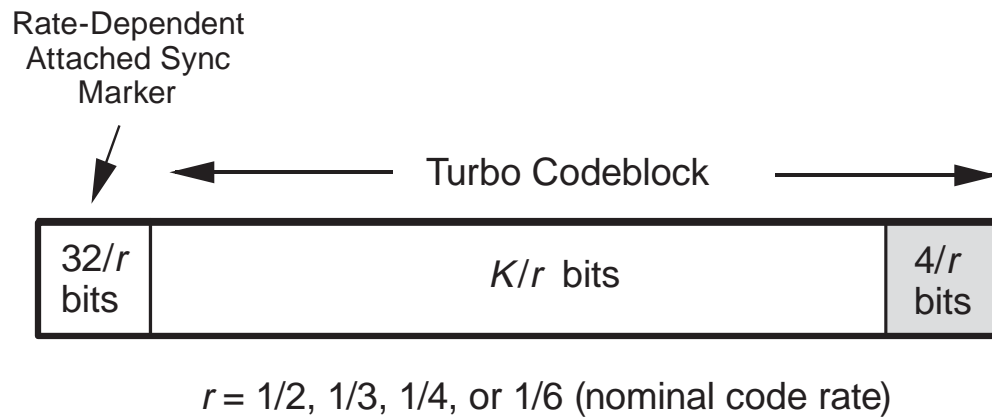 Rate-Dependent
Attached Sync
Marker
Turbo Codeblock
32/r
bits
K/r bits
4/r
bits
r = 1/2, 1/3, 1/4, or 1/6 (nominal code rate)